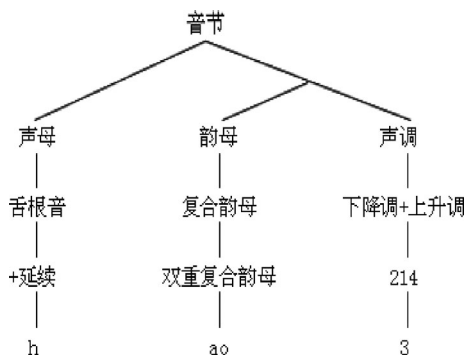 音节
声母 韵母 声调
舌根音 复合韵母 下降调+上升调
+延续 双重复合韵母 214
h ao 3